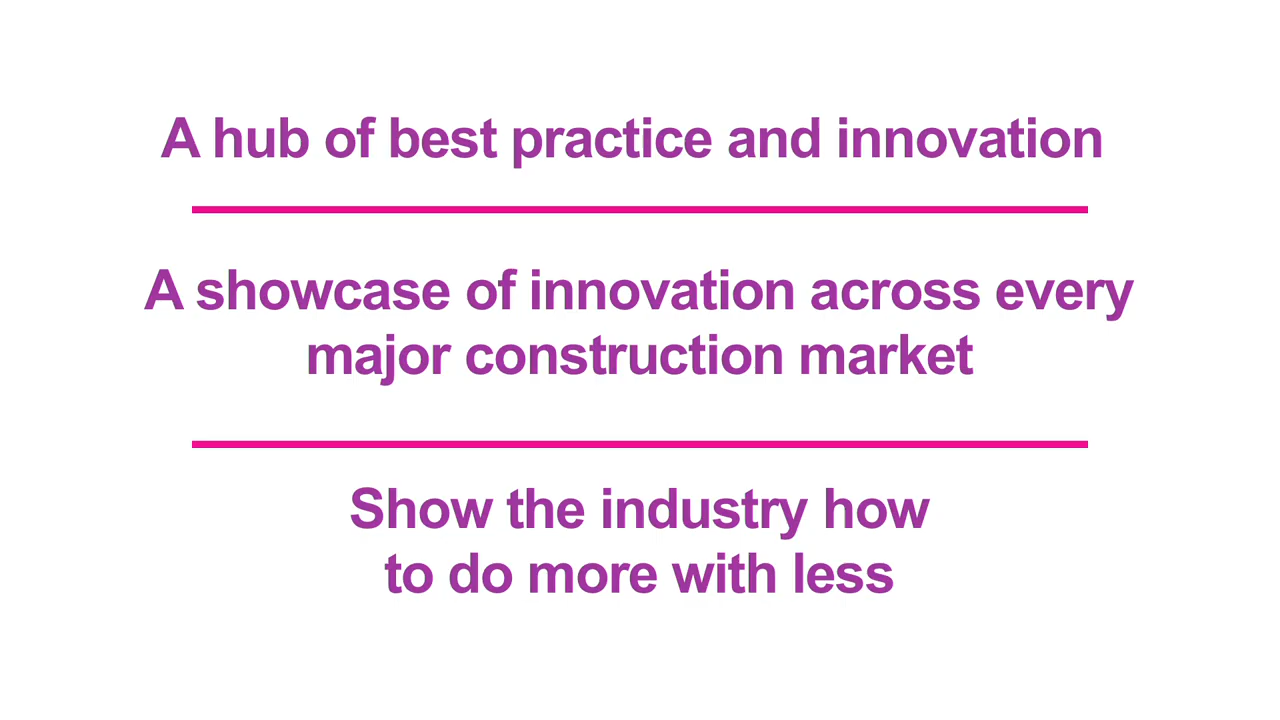 A hub of best practice and innovation
A showcase of innovation across every
major construction market
Show the industry how
to do more with less